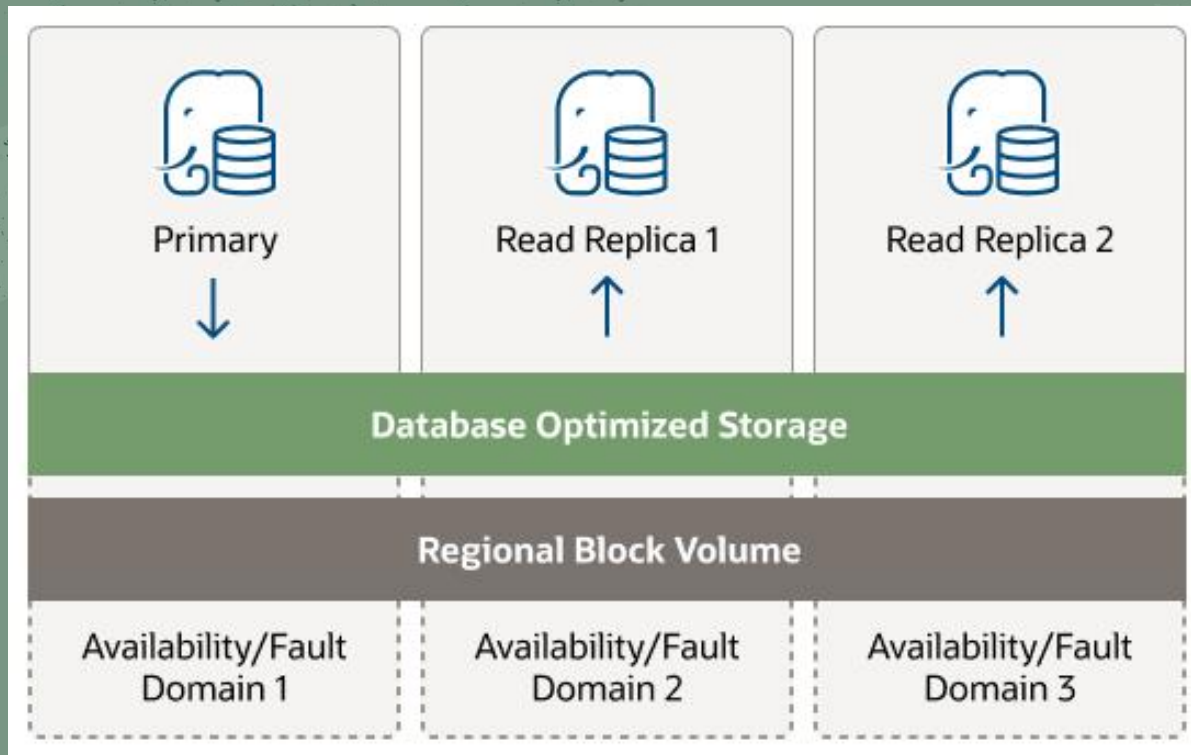 Primary
Read Replica 1
Read Replica 2
Database Optimized Storage
Regional Block Volume
Availability/Fault
Domain 1
Availability/Fault
Domain 2
Availability/Fault
Domain 3